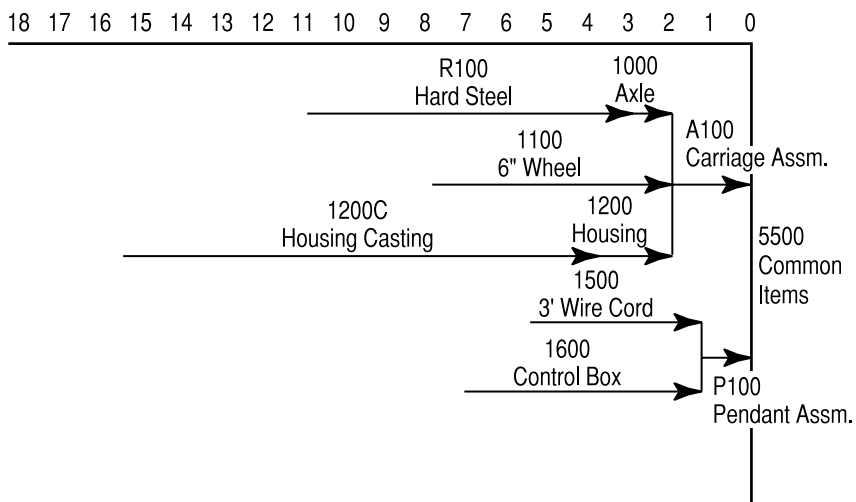 18 17 16 15 14 13 12 11 10 9 8 7 6 5 4 3 2 1 0
R100
Hard Steel
1000
Axle
A100
Carriage Assm.
1100
6" Wheel
1200C
Housing Casting
1200
Housing
5500
Common
Items
1500
3' Wire Cord
1600
Control Box
P100
Pendant Assm.